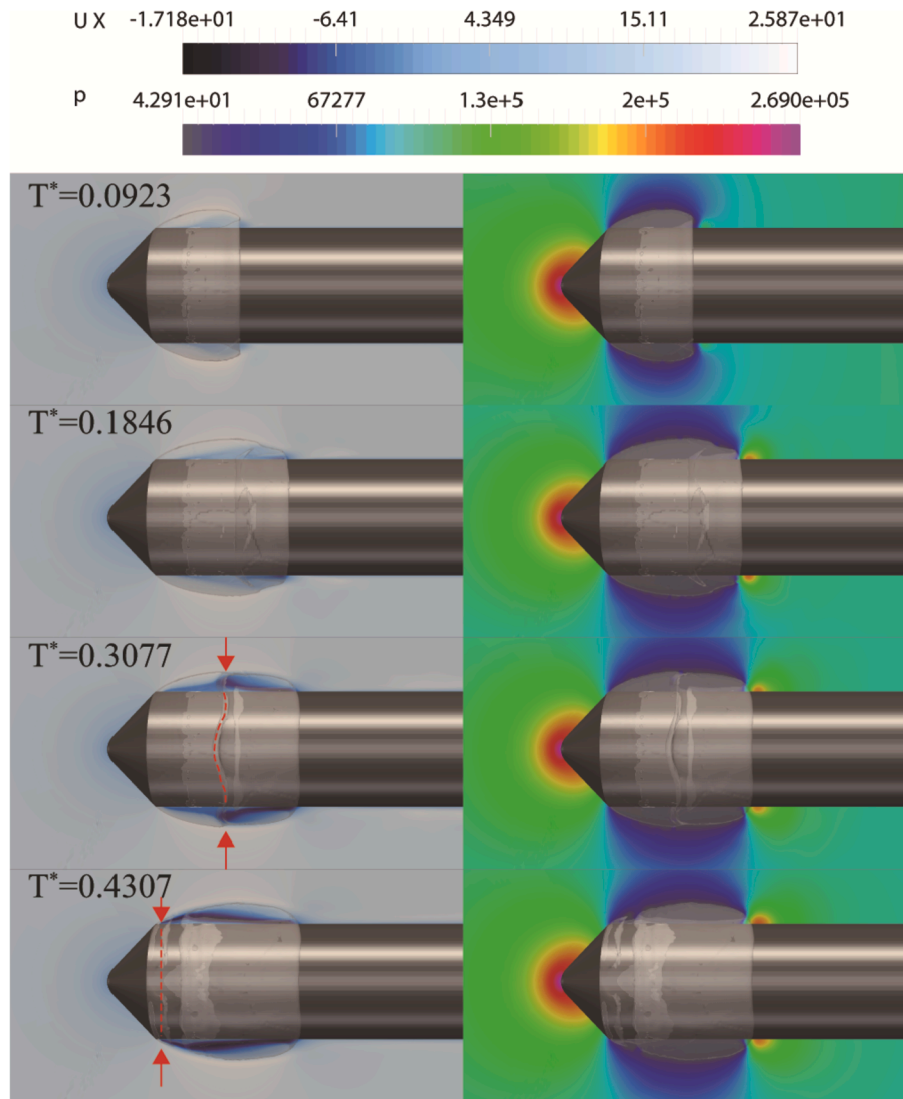 U X -1.718e+01 -6.41 4.349 15.11 2.587e+01
p 4.291e+01 67277 1.3e+5 2e+5 2.690e+05
T*=0.0923
T*=0.1846
T*=0.3077
T*=0.4307